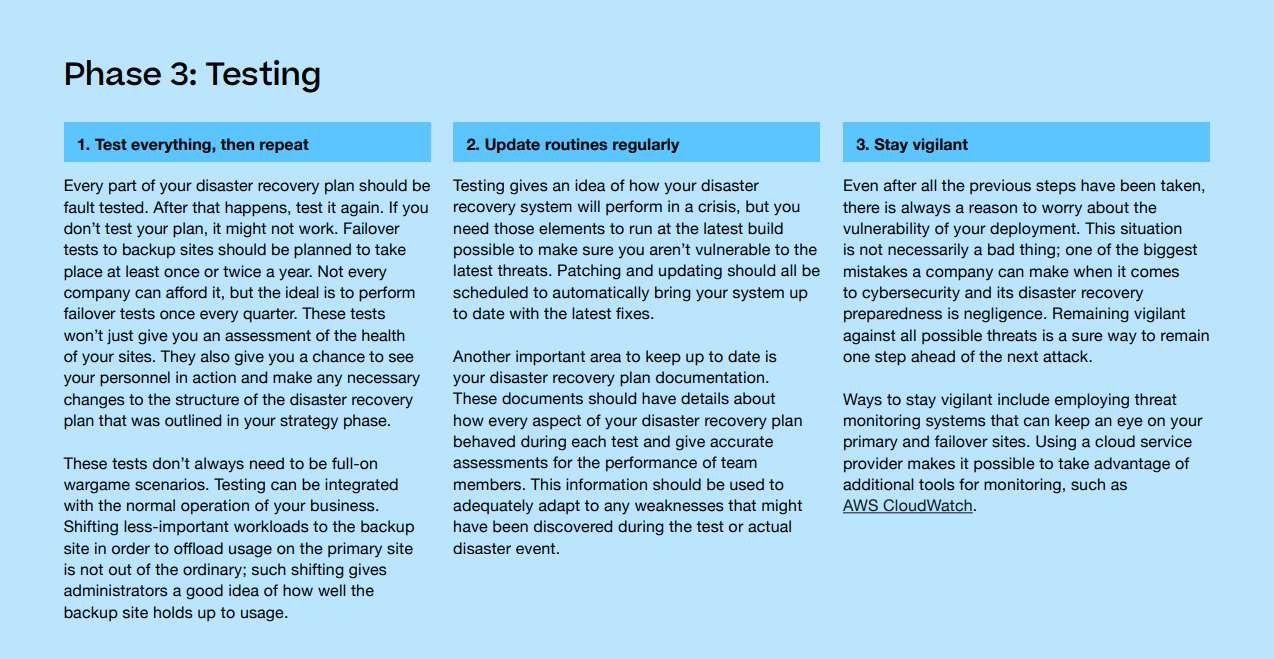 Phase 3: Testing
1. Test everything, then repeat
Every part of your disaster recovery plan should be
fault tested. After that happens, test it again. If you
don’t test your plan, it might not work. Failover
tests to backup sites should be planned to take
place at least once or twice a year. Not every
company can afford it, but the ideal is to perform
failover tests once every quarter. These tests
won’t just give you an assessment of the health
of your sites. They also give you a chance to see
your personnel in action and make any necessary
changes to the structure of the disaster recovery
plan that was outlined in your strategy phase.
These tests don’t always need to be full-on
wargame scenarios. Testing can be integrated
with the normal operation of your business.
Shifting less-important workloads to the backup
site in order to offload usage on the primary site
is not out of the ordinary; such shifting gives
administrators a good idea of how well the
backup site holds up to usage.
2. Update routines regularly
Testing gives an idea of how your disaster
recovery system will perform in a crisis, but you
need those elements to run at the latest build
possible to make sure you aren’t vulnerable to the
latest threats. Patching and updating should all be
scheduled to automatically bring your system up
to date with the latest fixes.
Another important area to keep up to date is
your disaster recovery plan documentation.
These documents should have details about
how every aspect of your disaster recovery plan
behaved during each test and give accurate
assessments for the performance of team
members. This information should be used to
adequately adapt to any weaknesses that might
have been discovered during the test or actual
disaster event.
3. Stay vigilant
Even after all the previous steps have been taken,
there is always a reason to worry about the
vulnerability of your deployment. This situation
is not necessarily a bad thing; one of the biggest
mistakes a company can make when it comes
to cybersecurity and its disaster recovery
preparedness is negligence. Remaining vigilant
against all possible threats is a sure way to remain
one step ahead of the next attack.
Ways to stay vigilant include employing threat
monitoring systems that can keep an eye on your
primary and failover sites. Using a cloud service
provider makes it possible to take advantage of
additional tools for monitoring, such as
AWS CloudWatch.